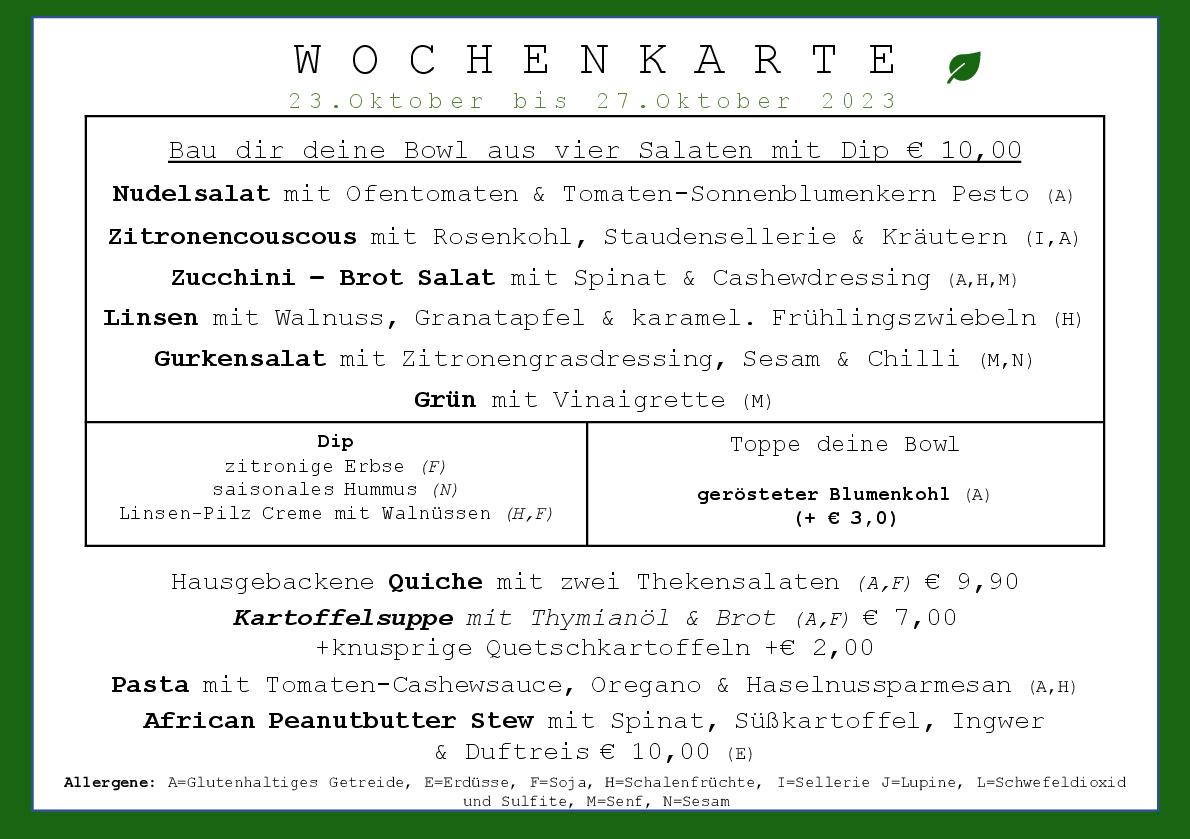 WOCHENKARTE
23.Oktober bis 27.Oktober 2023
Bau dir deine Bowl aus vier Salaten mit Dip € 10,00
Nudelsalat mit Ofentomaten & Tomaten-Sonnenblumenkern Pesto (A)
Zitronencouscous mit Rosenkohl, Staudensellerie & Kräutern (I,A)
Zucchini – Brot Salat mit Spinat & Cashewdressing (A,H,M)
Linsen mit Walnuss, Granatapfel & karamel. Frühlingszwiebeln (H)
Gurkensalat mit Zitronengrasdressing, Sesam & Chilli (M,N)
Grün mit Vinaigrette (M)
Dip
zitronige Erbse (F)
saisonales Hummus (N)
Linsen-Pilz Creme mit Walnüssen (H,F)
Toppe deine Bowl
gerösteter Blumenkohl (A)
(+ € 3,0)
Hausgebackene Quiche mit zwei Thekensalaten (A,F) € 9,90
Kartoffelsuppe mit Thymianöl & Brot (A,F) € 7,00
+knusprige Quetschkartoffeln +€ 2,00
Pasta mit Tomaten-Cashewsauce, Oregano & Haselnussparmesan (A,H)
African Peanutbutter Stew mit Spinat, Süßkartoffel, Ingwer
& Duftreis € 10,00 (E)
Allergene: A=Glutenhaltiges Getreide, E=Erdüsse, F=Soja, H=Schalenfrüchte, I=Sellerie J=Lupine, L=Schwefeldioxid
und Sulfite, M=Senf, N=Sesam